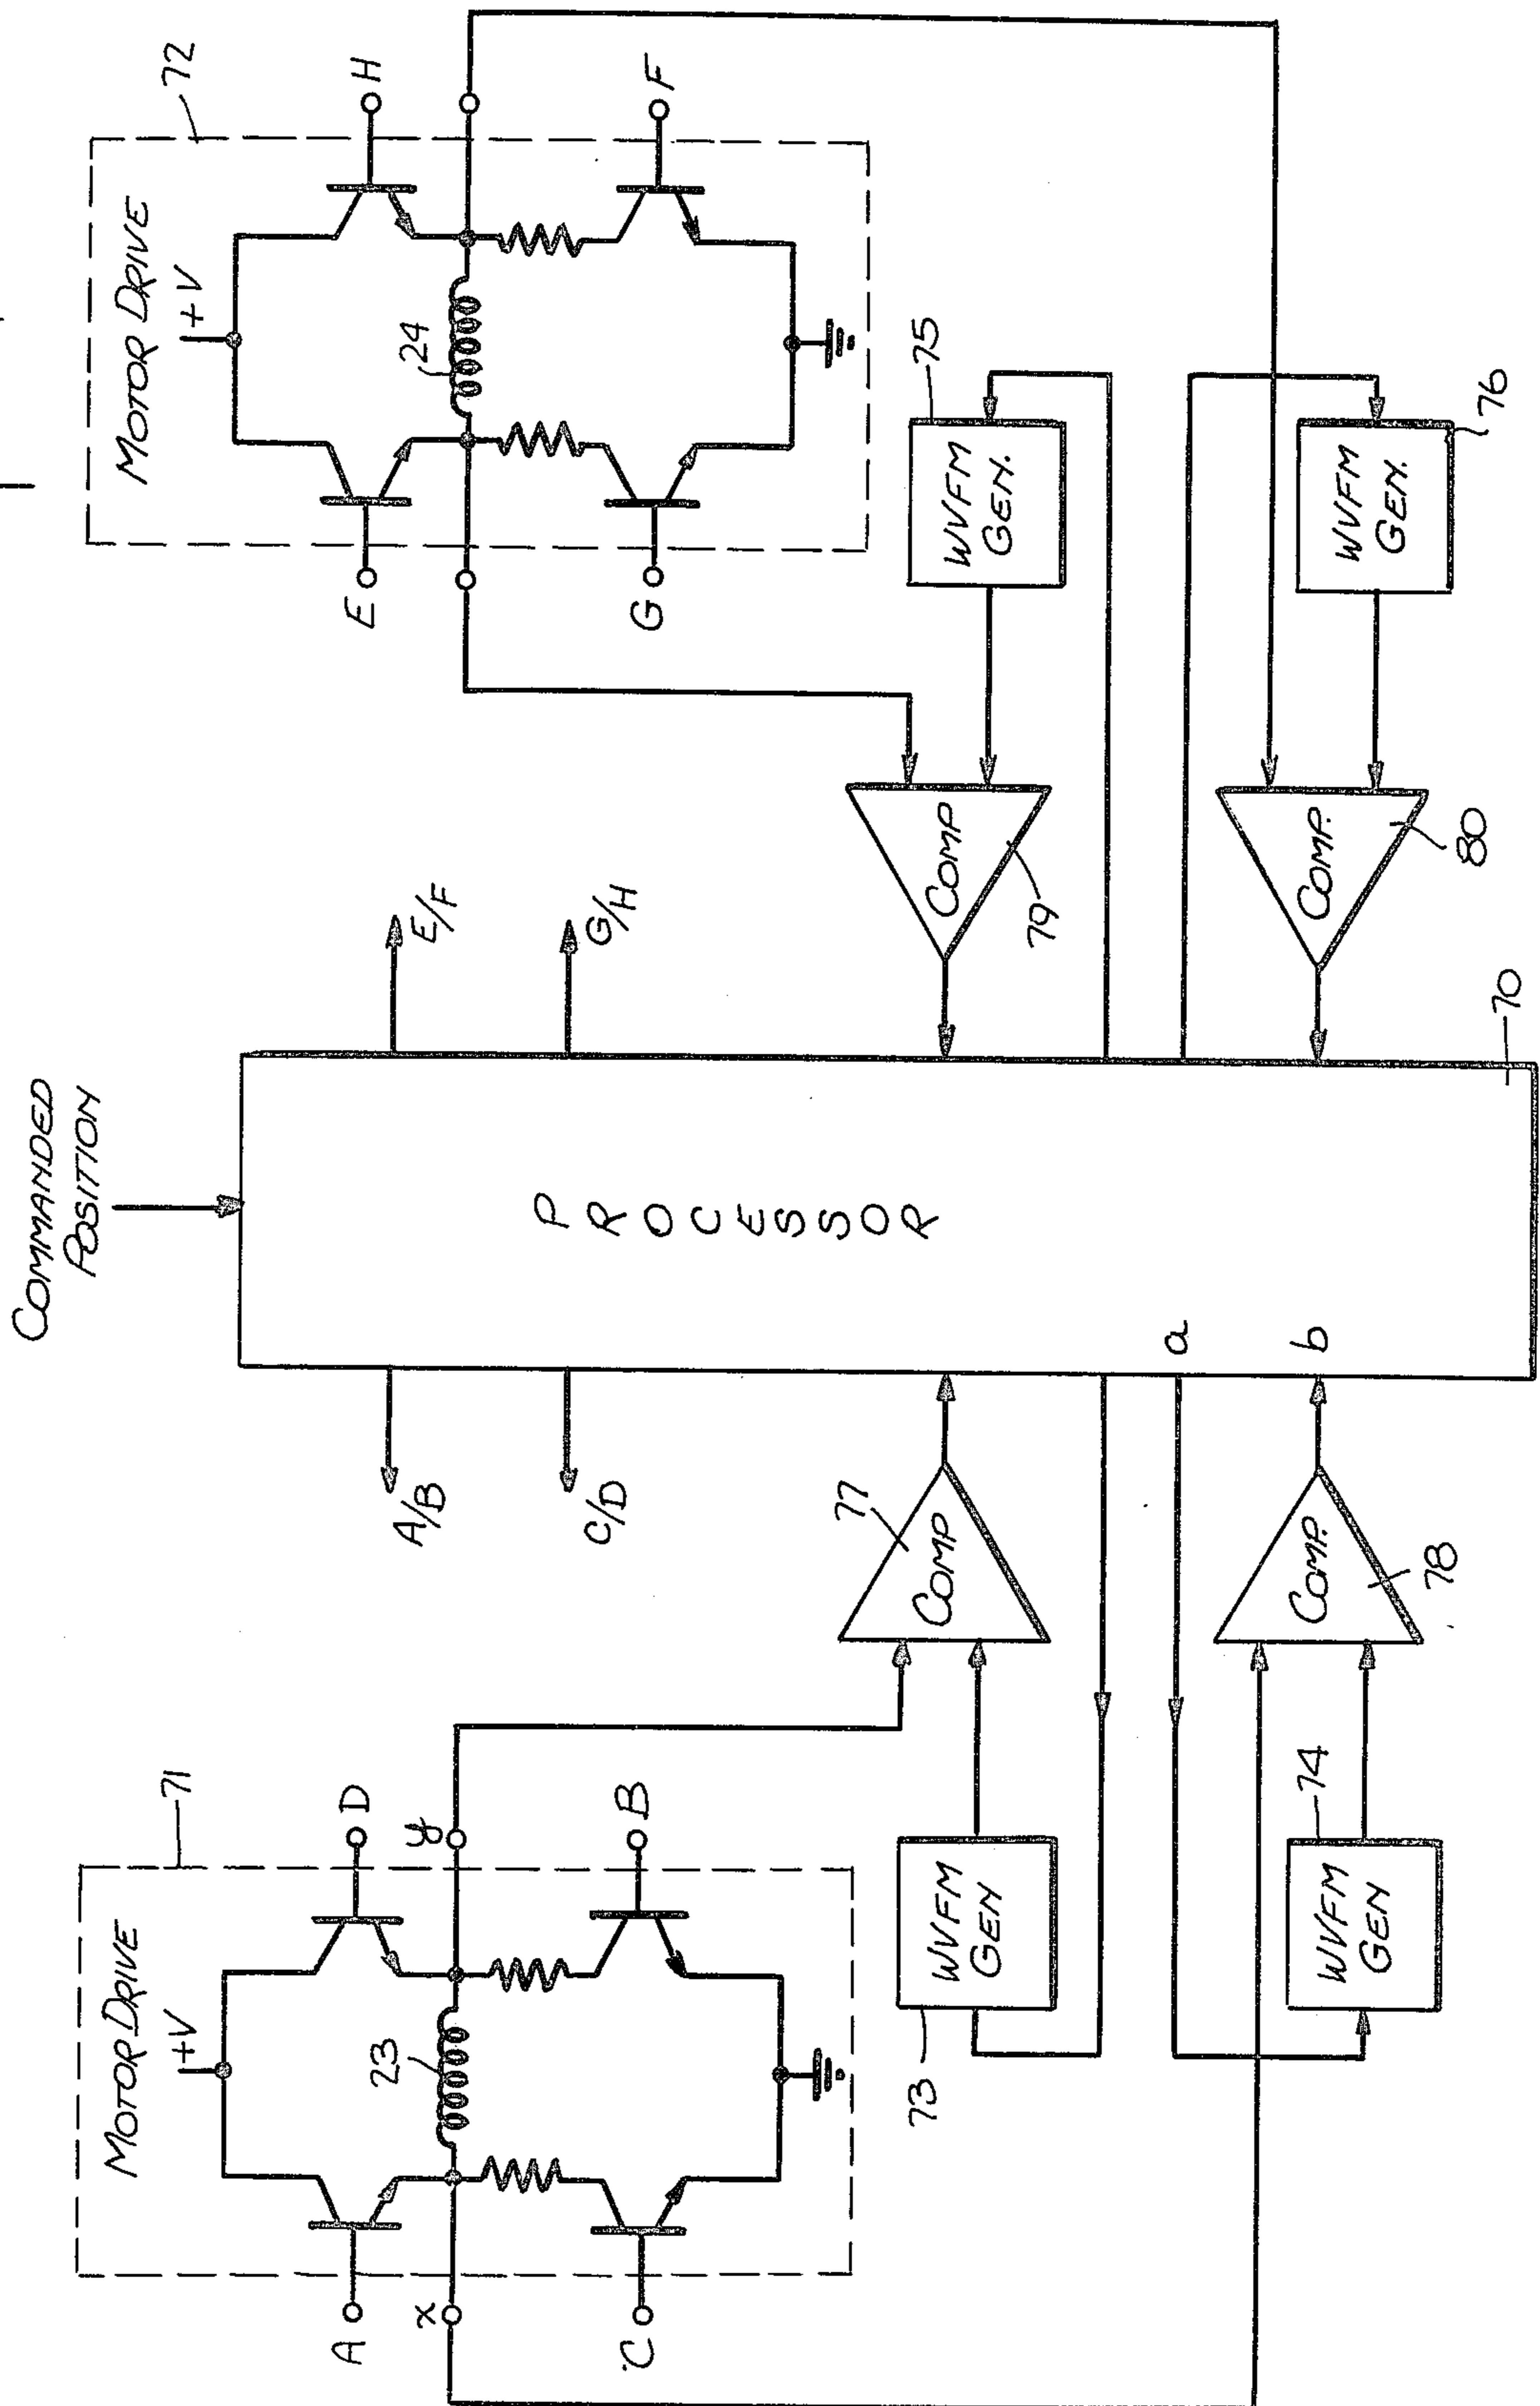 COMMANDED
POSITION
MOTOR DRIVE
71
+V
A
D
23
x
y
C
B
MOTOR DRIVE
72
+V
E
H
24
G
F
A/B
C/D
E/F
G/H
PROCESSOR
a
b
70
77
COMP
COMP.
78
WVFM
GEN
73
74
WVFM
GEN
COMP
79
COMP.
80
75
WVFM
GEN.
WVFM
GEN.
76